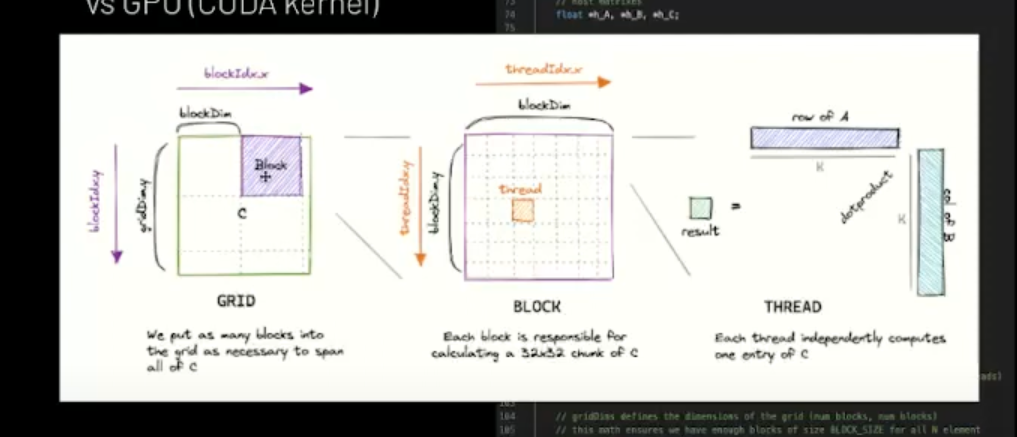 vs GPU (CUDA kernel)
74 float *h_A, *h_B, *h_C;
75
blockIdx.x
blockDim
blockIdx.y
gridDim.y
Block
C
GRID
We put as many blocks into
the grid as necessary to span
all of C
threadIdx.x
blockDim
threadIdx.y
blockDim.y
thread
BLOCK
Each block is responsible for
calculating a 32x32 chunk of C
row of A
K
dotproduct
K
col of B
result
=
THREAD
Each thread independently computes
one entry of C
ads)
104 // gridDims defines the dimensions of the grid (num blocks, num blocks)
105 // this math ensures we have enough blocks of size BLOCK_SIZE for all N element